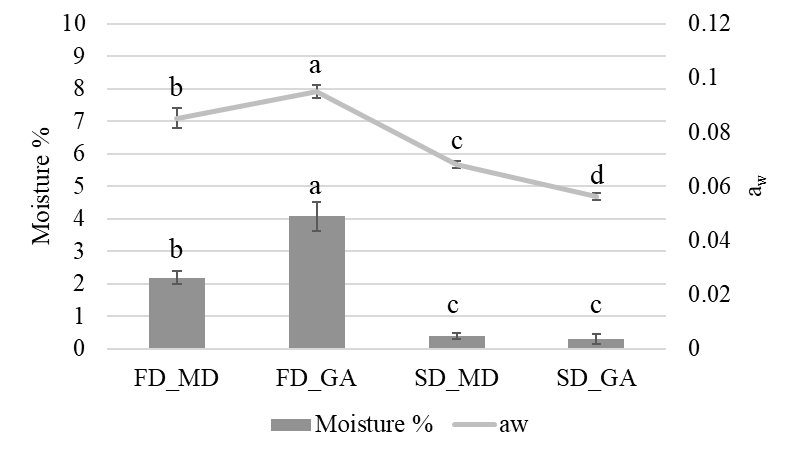 10
9
8
7
6
5
4
3
2
1
0
Moisture %
0.12
0.1
0.08
0.06
0.04
0.02
0
aw
b
a
c
d
b
a
c
c
FD_MD
FD_GA
SD_MD
SD_GA
Moisture %
aw